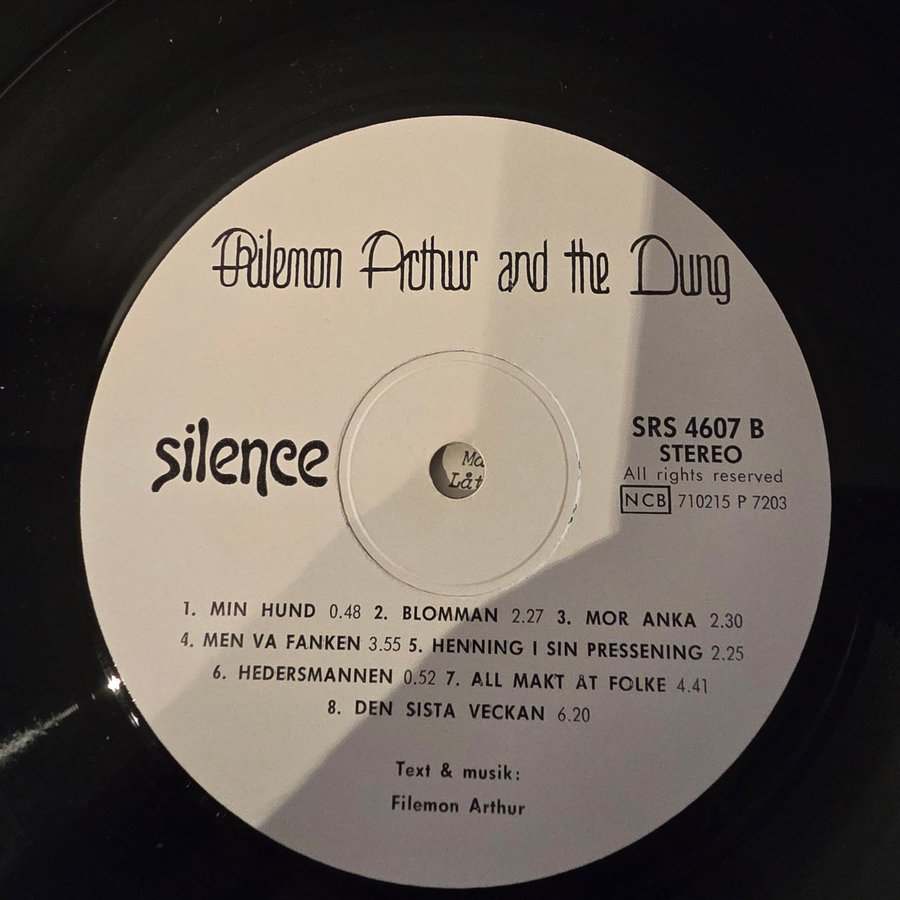 Philemon Arthur and the Dung
silence
SRS 4607 B
STEREO
All rights reserved
NCB 710215 P 7203
1. MIN HUND 0.48 2. BLOMMAN 2.27 3. MOR ANKA 2.30
4. MEN VA FANKEN 3.55 5. HENNING I SIN PRESSENING 2.25
6. HEDERSMANNEN 0.52 7. ALL MAKT ÅT FOLKE 4.41
8. DEN SISTA VECKAN 6.20
Text & musik:
Filemon Arthur